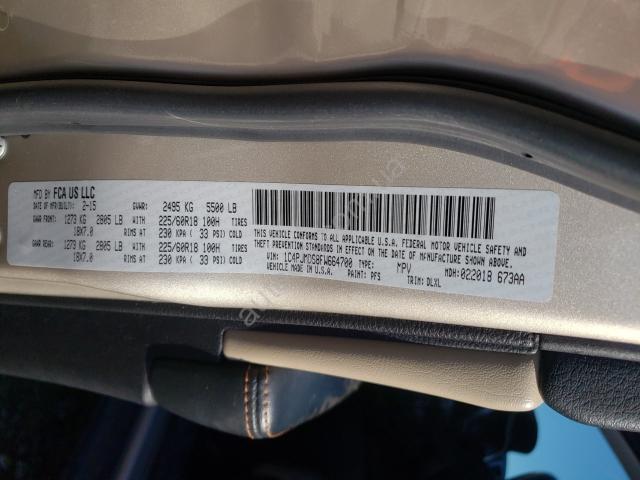 MFD BY FCA US LLC
DATE OF MFR(BUILT): 2-15 GVWR: 2495 KG 5500 LB
GAWR FRONT: 1273 KG 2805 LB WITH 225/60R18 100H TIRES
18X7.0 RIMS AT 230 KPA ( 33 PSI) COLD
GAWR REAR: 1273 KG 2805 LB WITH 225/60R18 100H TIRES
18X7.0 RIMS AT 230 KPA ( 33 PSI) COLD
THIS VEHICLE CONFORMS TO ALL APPLICABLE U.S.A. FEDERAL MOTOR VEHICLE SAFETY AND
THEFT PREVENTION STANDARDS IN EFFECT ON THE DATE OF MANUFACTURE SHOWN ABOVE.
VIN: 1C4PJMDS8FW664700 TYPE: MPV MDH: 022018 673AA
VEHICLE MADE IN U.S.A. PAINT: PFS TRIM: DLXL